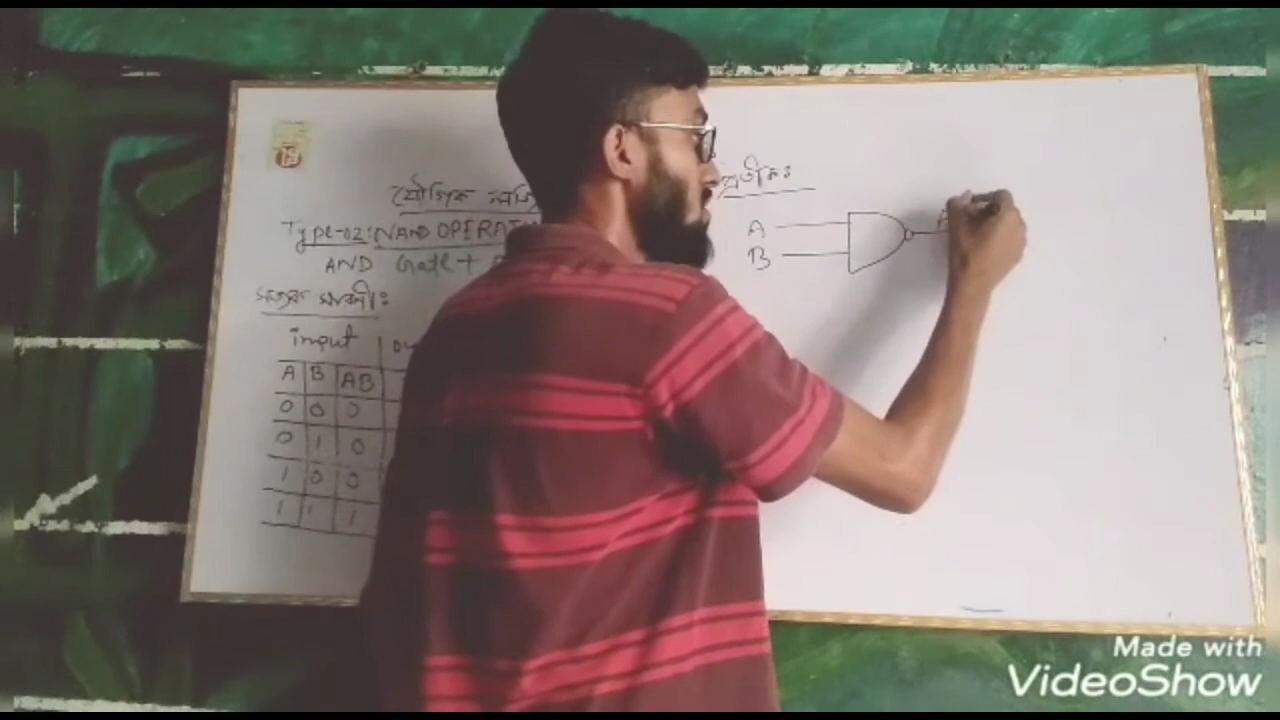 যৌগিক
Type-02: NAND OPERAT
AND Gate +
সত্যক সারণীঃ
input
A B AB
0 0 0
0 1 0
1 0 0
1 1 1
প্রতীকঃ
A
B
A
Made with
VideoShow